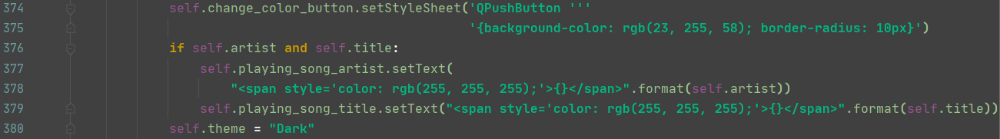 374 self.change_color_button.setStyleSheet('QPushButton '''
375 '{background-color: rgb(23, 255, 58); border-radius: 10px}')
376 if self.artist and self.title:
377 self.playing_song_artist.setText(
378 "<span style='color: rgb(255, 255, 255);'>{}</span>".format(self.artist))
379 self.playing_song_title.setText("<span style='color: rgb(255, 255, 255);'>{}</span>".format(self.title))
380 self.theme = "Dark"